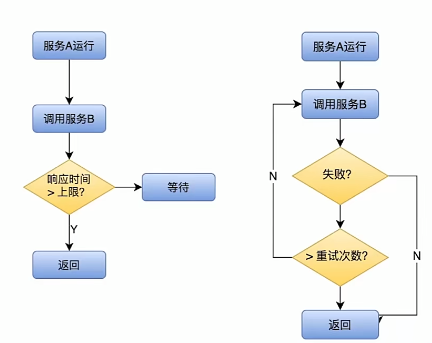 服务A运行
调用服务B
响应时间
> 上限?
等待
Y
返回
服务A运行
调用服务B
失败?
N
> 重试次数?
N
返回